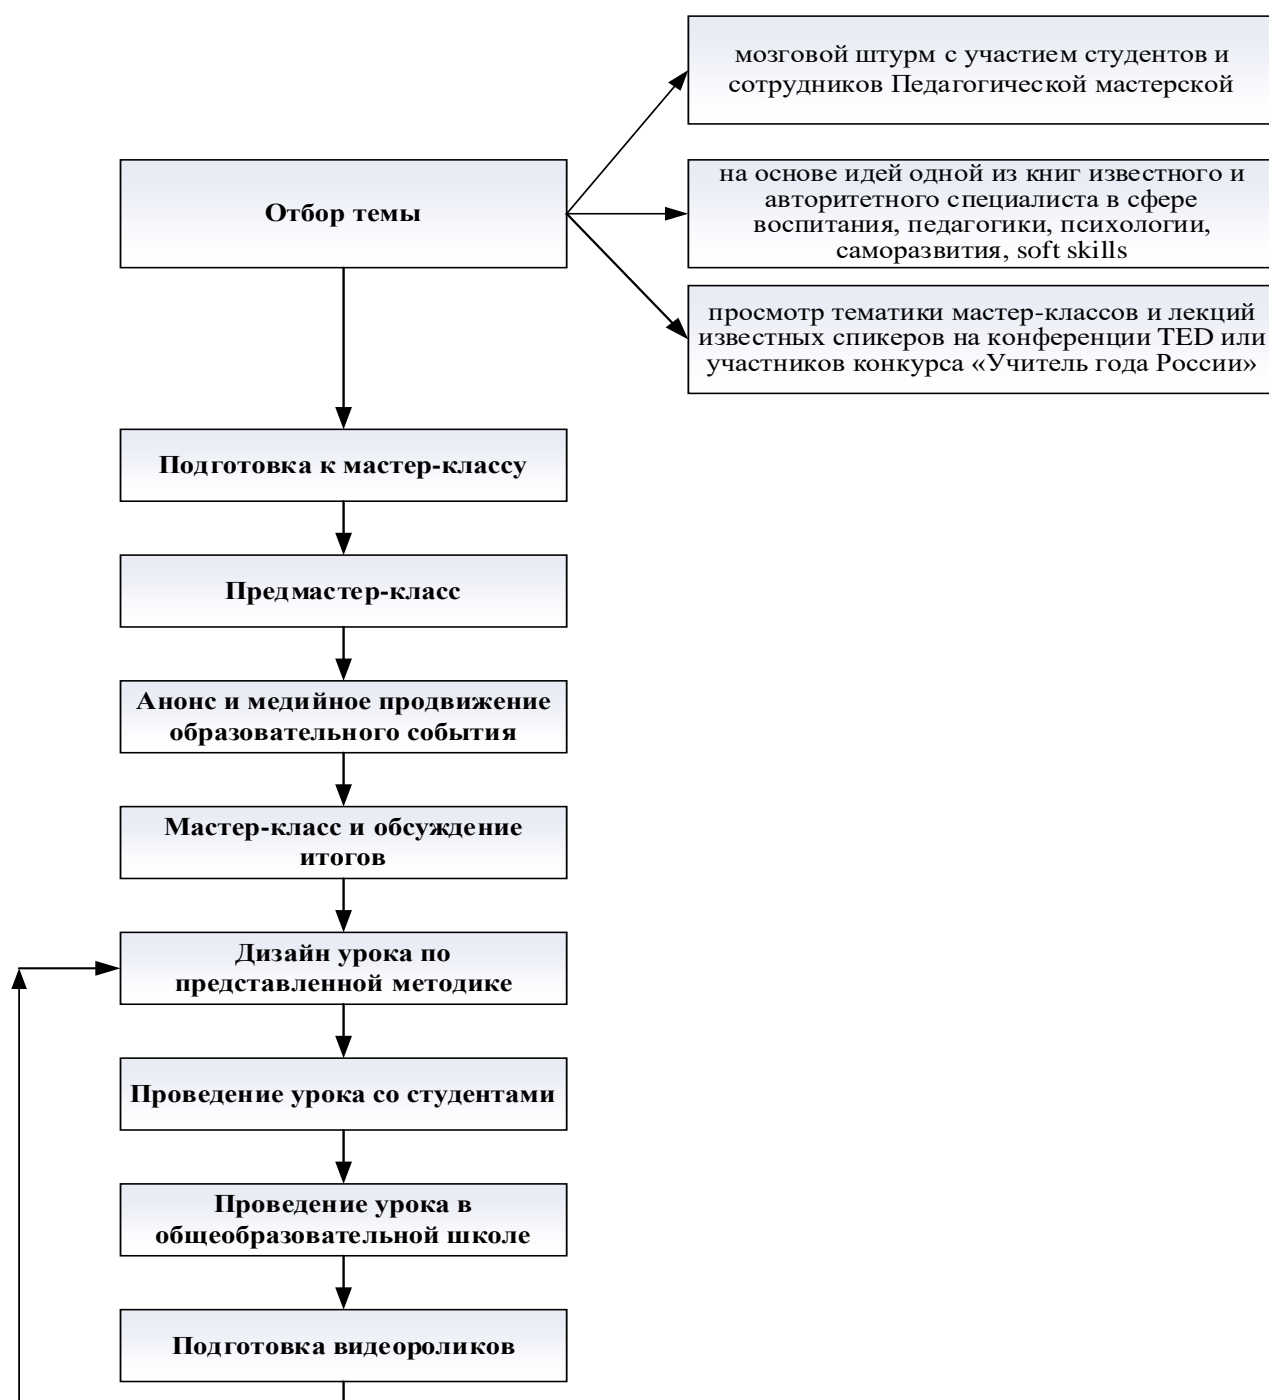 мозговой штурм с участием студентов и
сотрудников Педагогической мастерской
Отбор темы
на основе идей одной из книг известного и
авторитетного специалиста в сфере
воспитания, педагогики, психологии,
саморазвития, soft skills
просмотр тематики мастер-классов и лекций
известных спикеров на конференции TED или
участников конкурса «Учитель года России»
Подготовка к мастер-классу
Предмастер-класс
Анонс и медийное продвижение
образовательного события
Мастер-класс и обсуждение
итогов
Дизайн урока по
представленной методике
Проведение урока со студентами
Проведение урока в
общеобразовательной школе
Подготовка видеороликов